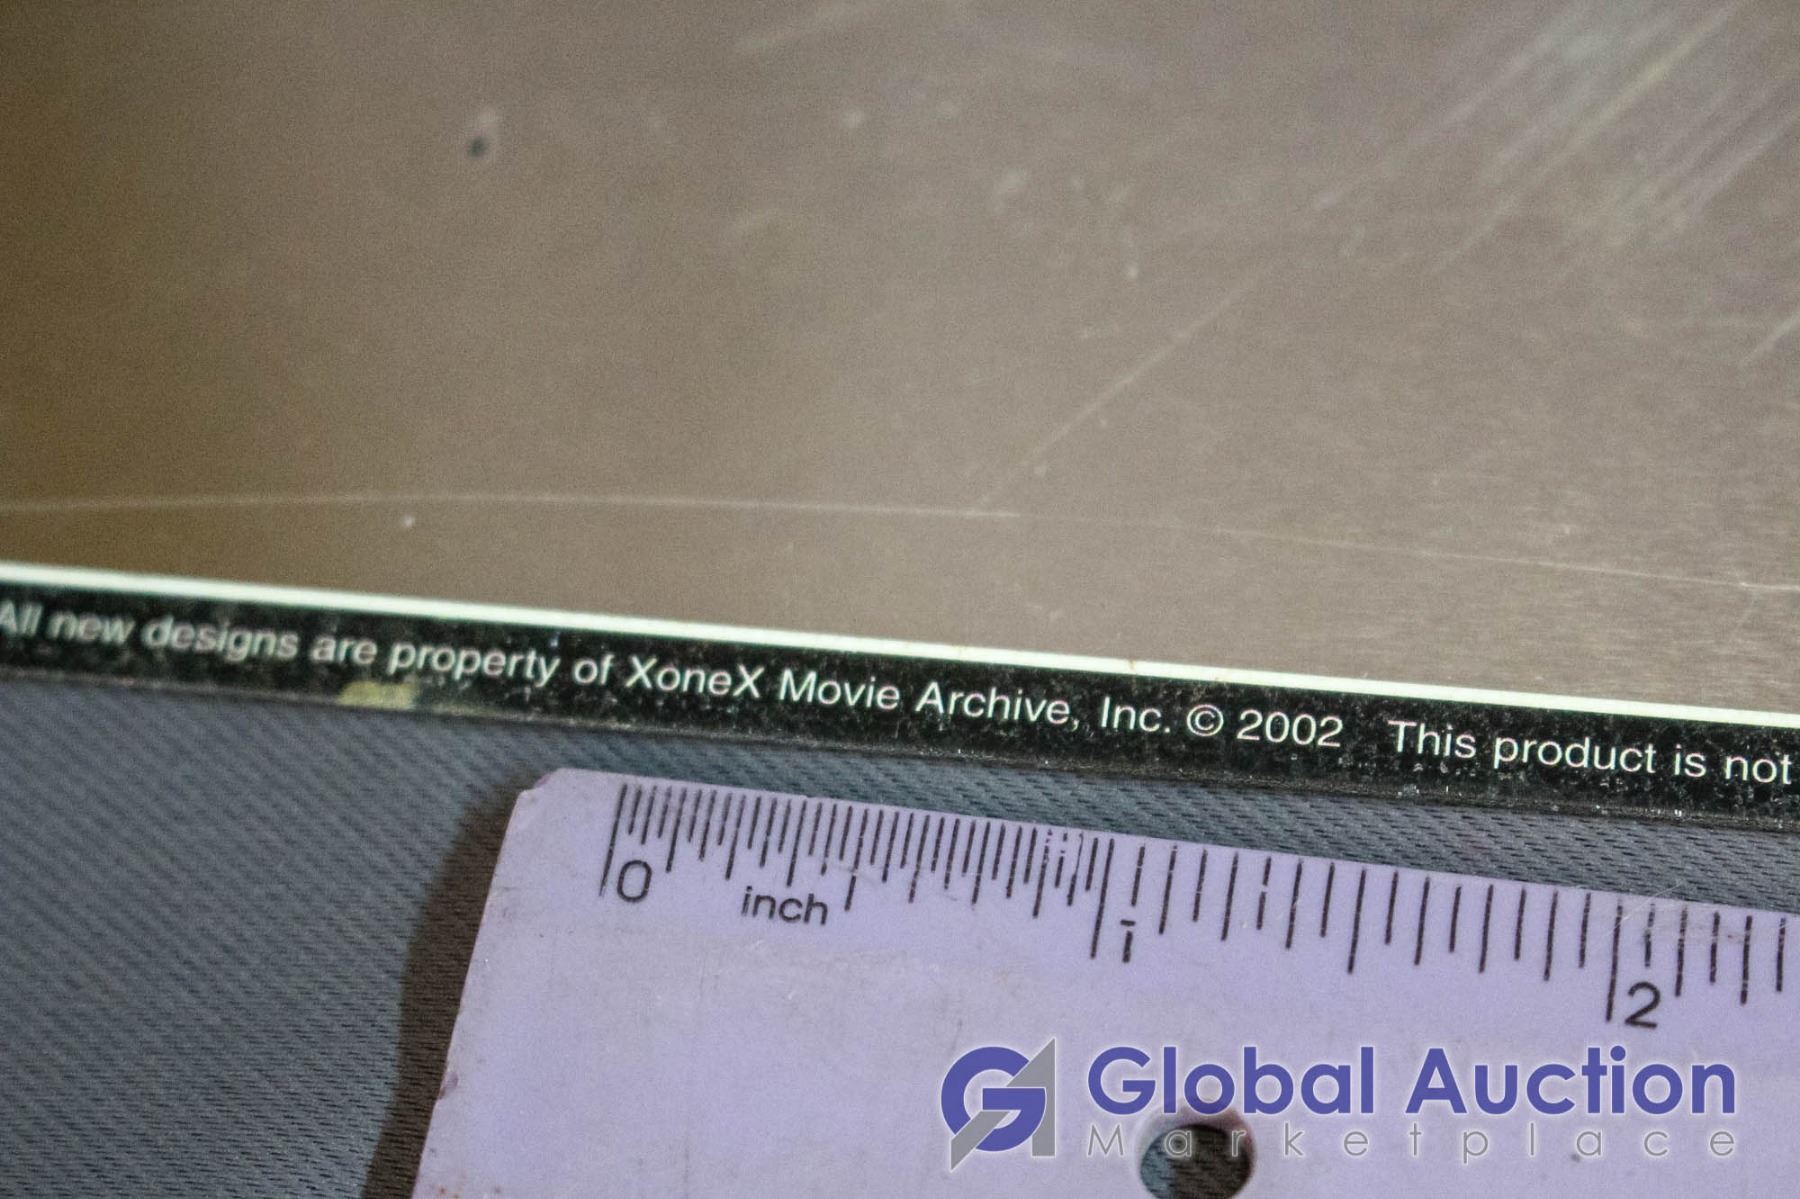 All new designs are property of XoneX Movie Archive, Inc. © 2002 This product is not
0 inch 1 2
Global Auction
Marketplace